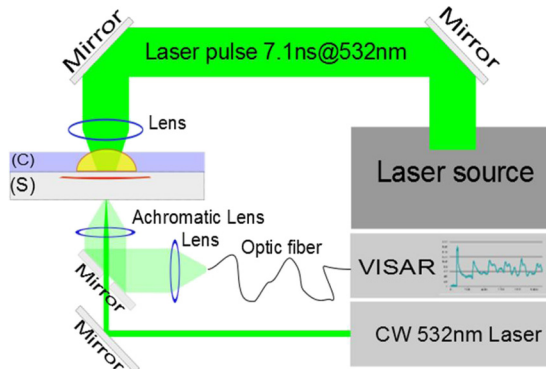 Mirror
Laser pulse 7.1ns@532nm
Mirror
Lens
(C)
(S)
Laser source
Achromatic Lens
Lens
Optic fiber
Mirror
VISAR
Mirror
CW 532nm Laser